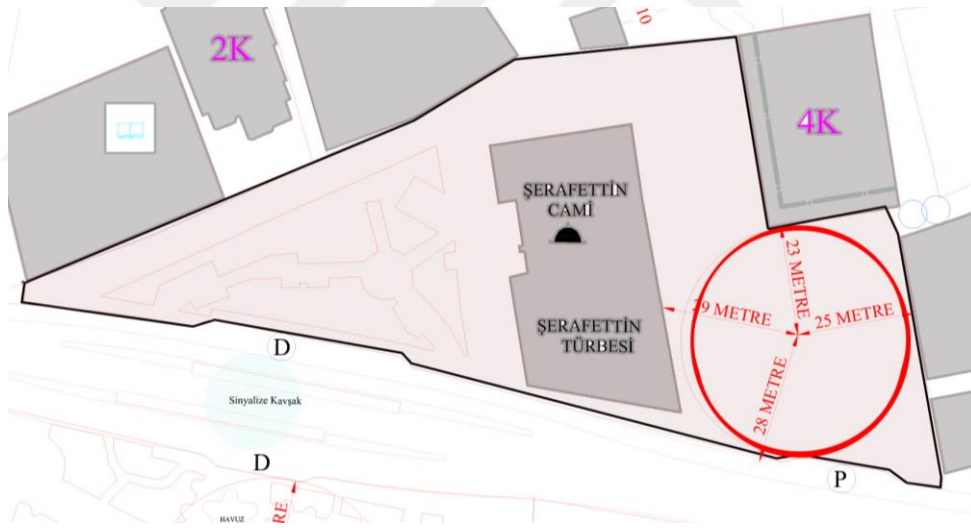 10
2K
4K
ŞERAFETTİN
CAMİ
23 METRE
29 METRE
25 METRE
ŞERAFETTİN
TÜRBESİ
28 METRE
D
Sinyalize Kavşak
D
P
HAVUZ